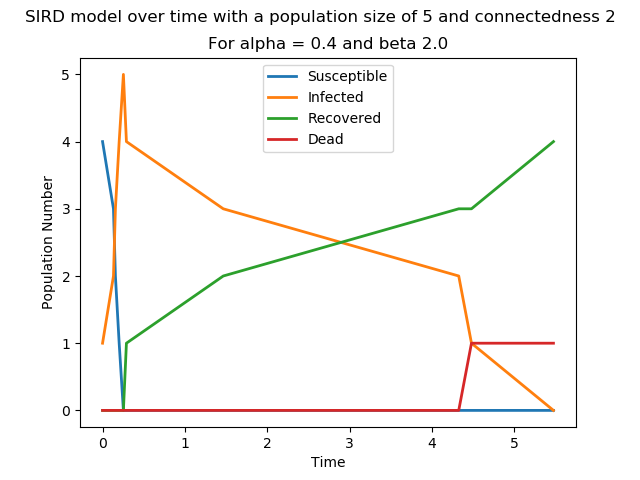 SIRD model over time with a population size of 5 and connectedness 2
For alpha = 0.4 and beta 2.0
Susceptible
Infected
Recovered
Dead
Population Number
5
4
3
2
1
0
0 1 2 3 4 5
Time